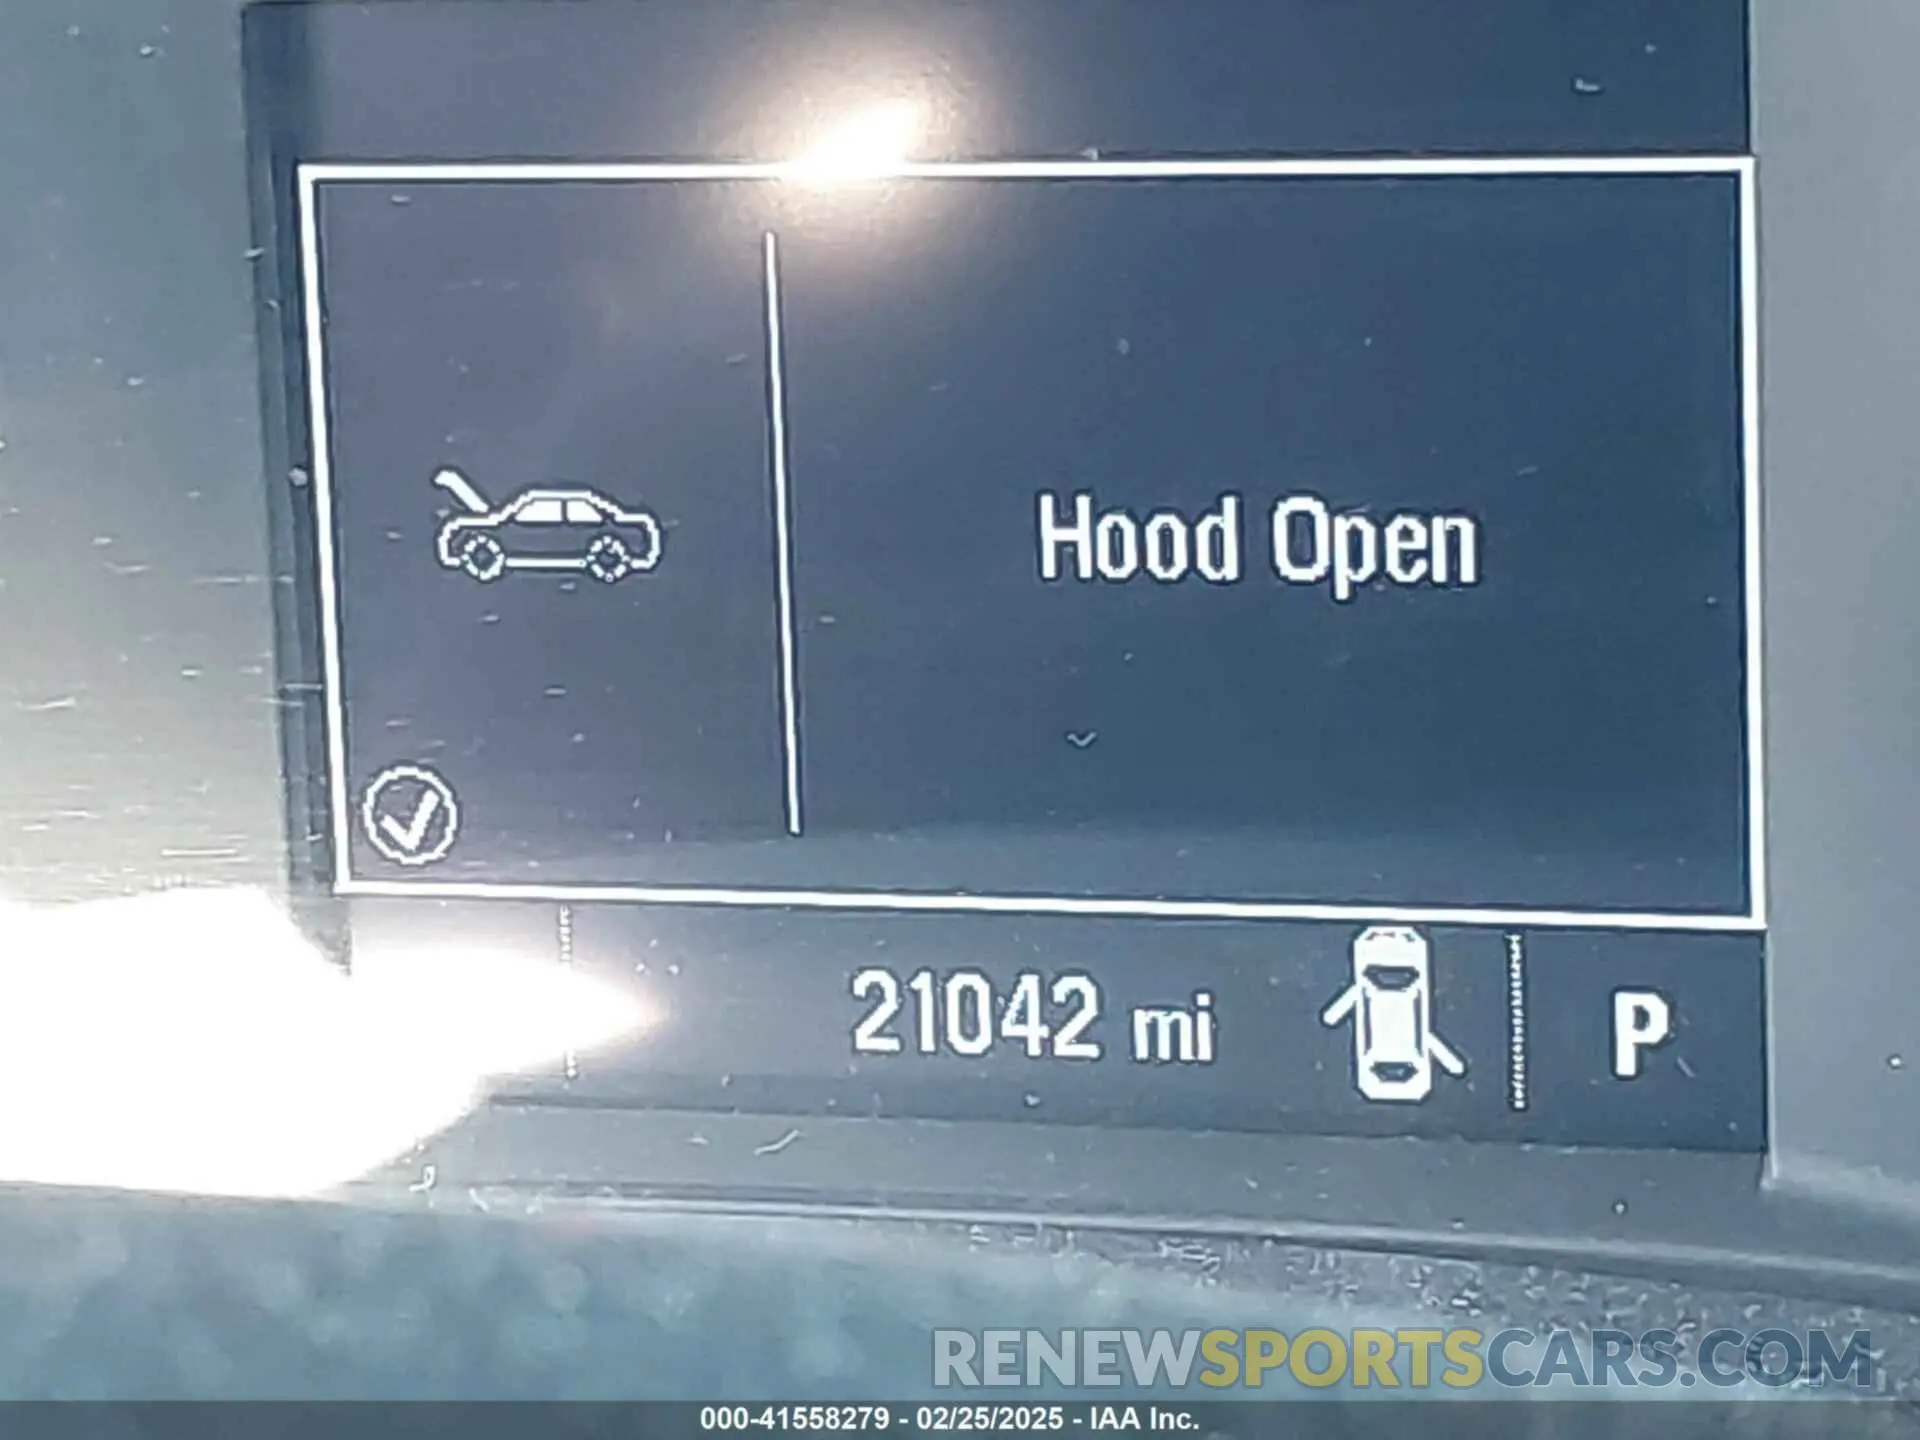 Hood Open
21042 mi
P
RENEWSPORTSCARS.COM
000-41558279 - 02/25/2025 - IAA Inc.